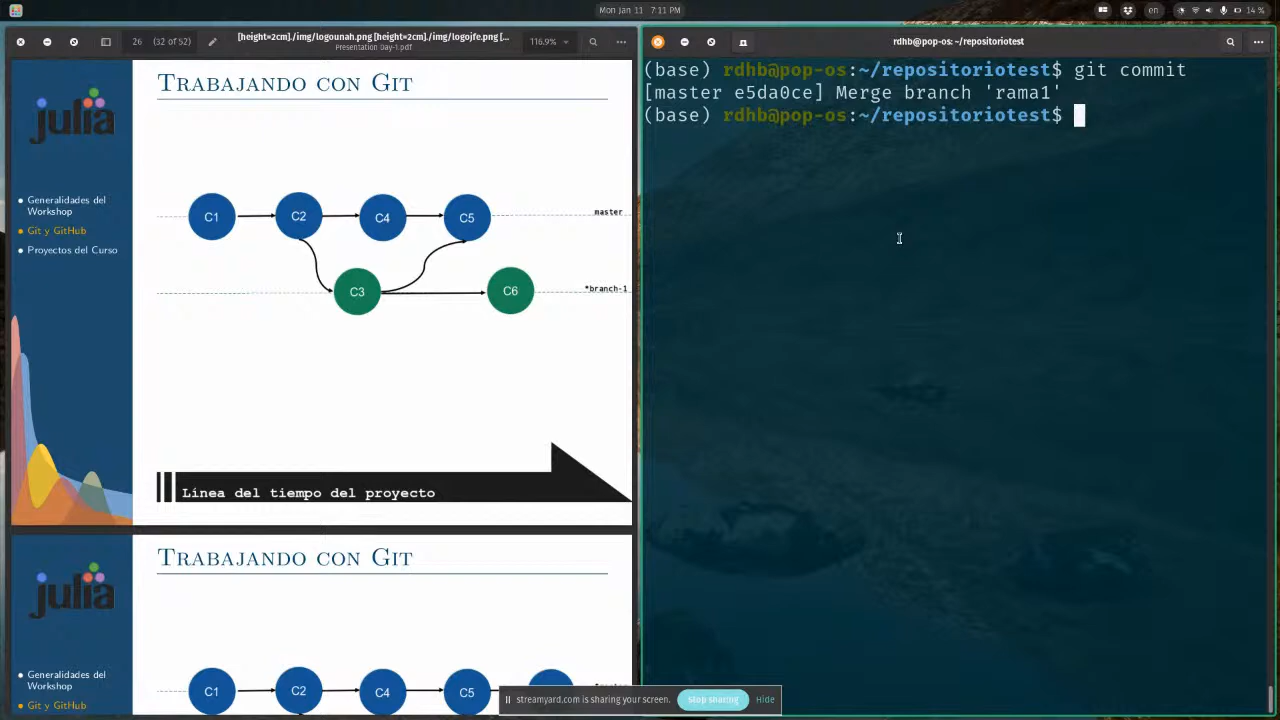 Mon Jan 11 7:11 PM
en
14 %
26 (32 of 52)
[height=2cm]./img/logounah.png [height=2cm]./img/logojfe.png [...
Presentation Day-1.pdf
116.9%
rdhb@pop-os: ~/repositoriotest
TRABAJANDO CON GIT
julia
Generalidades del
Workshop
Git y GitHub
Proyectos del Curso
C1
C2
C4
C5
master
C3
C6
*branch-1
Línea del tiempo del proyecto
TRABAJANDO CON GIT
julia
Generalidades del
Workshop
Git y GitHub
C1
C2
C4
C5
(base) rdhb@pop-os:~/repositoriotest$ git commit
[master e5da0ce] Merge branch 'rama1'
(base) rdhb@pop-os:~/repositoriotest$
streamyard.com is sharing your screen.
Stop sharing
Hide